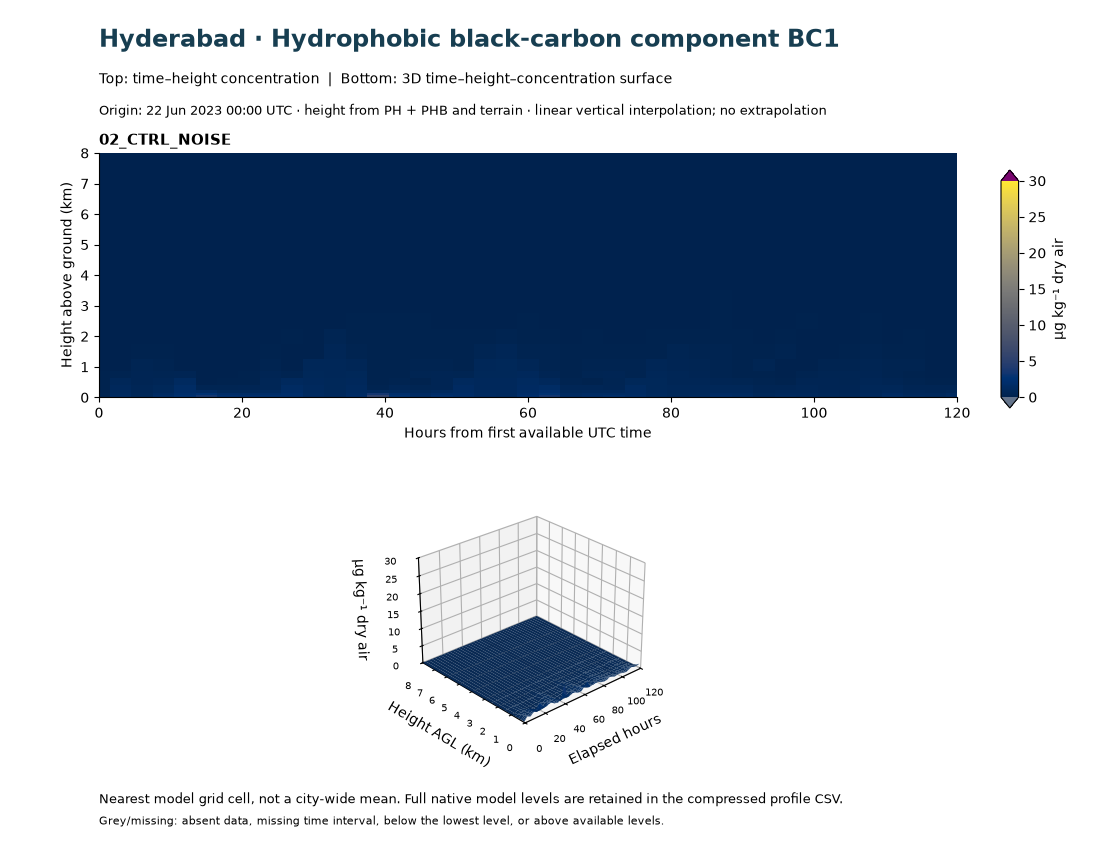 Hyderabad · Hydrophobic black-carbon component BC1
Top: time–height concentration | Bottom: 3D time–height–concentration surface
Origin: 22 Jun 2023 00:00 UTC · height from PH + PHB and terrain · linear vertical interpolation; no extrapolation
02_CTRL_NOISE
8
7
6
5
4
3
2
1
0
Height above ground (km)
0 20 40 60 80 100 120
Hours from first available UTC time
30
25
20
15
10
5
0
µg kg⁻¹ dry air
30
25
20
15
10
5
0
µg kg⁻¹ dry air
8 7 6 5 4 3 2 1 0
Height AGL (km)
0 20 40 60 80 100 120
Elapsed hours
Nearest model grid cell, not a city-wide mean. Full native model levels are retained in the compressed profile CSV.
Grey/missing: absent data, missing time interval, below the lowest level, or above available levels.